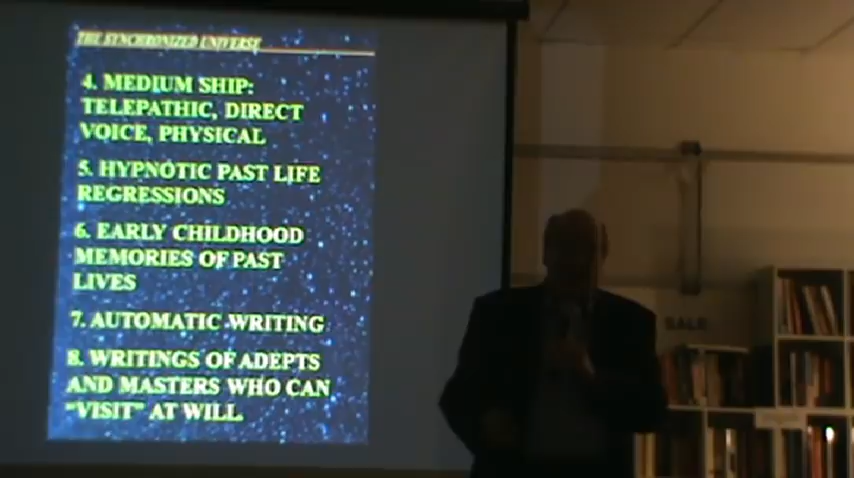 THE SYNCHRONIZED UNIVERSE
4. MEDIUM SHIP:
TELEPATHIC, DIRECT
VOICE, PHYSICAL
5. HYPNOTIC PAST LIFE
REGRESSIONS
6. EARLY CHILDHOOD
MEMORIES OF PAST
LIVES
7. AUTOMATIC WRITING
8. WRITINGS OF ADEPTS
AND MASTERS WHO CAN
"VISIT" AT WILL.
SALE